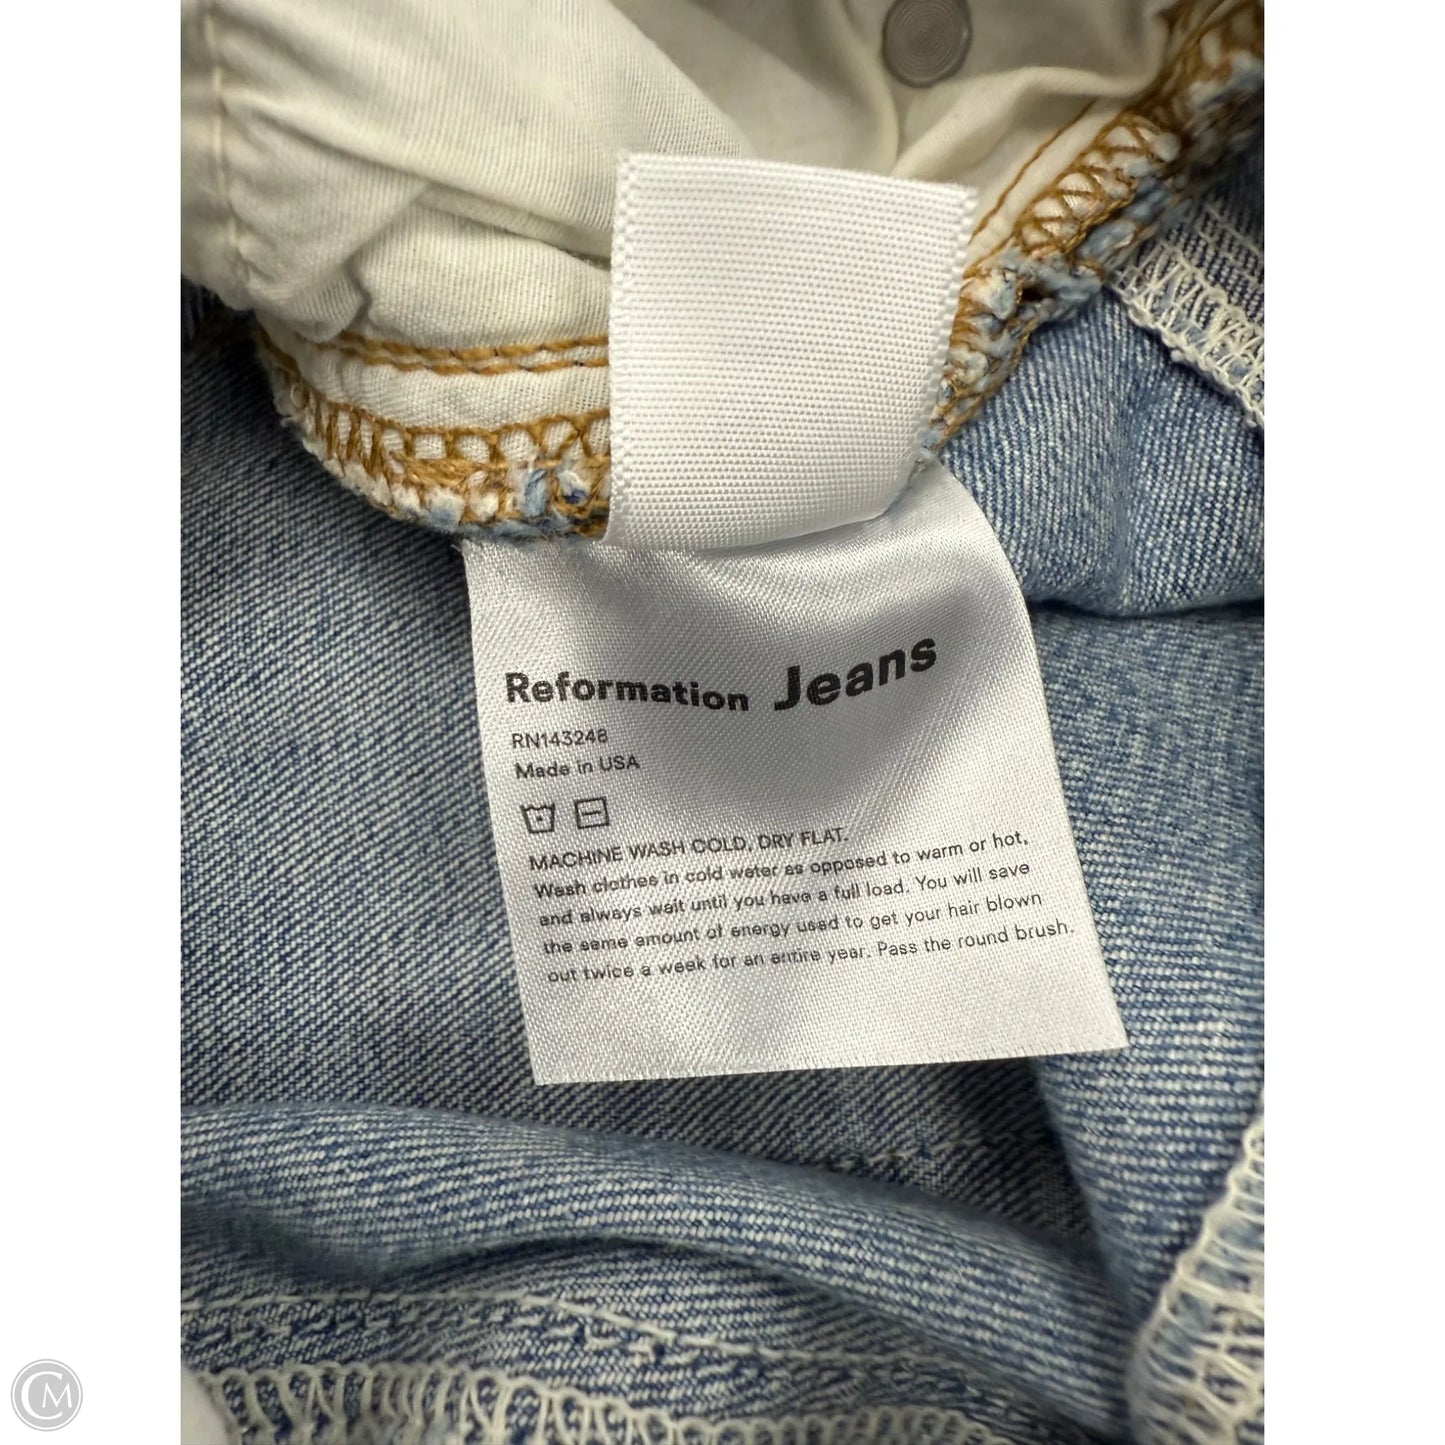 Reformation Jeans
RN143248
Made in USA
MACHINE WASH COLD, DRY FLAT.
Wash clothes in cold water as opposed to warm or hot,
and always wait until you have a full load. You will save
the same amount of energy used to get your hair blown
out twice a week for an entire year. Pass the round brush.
CM